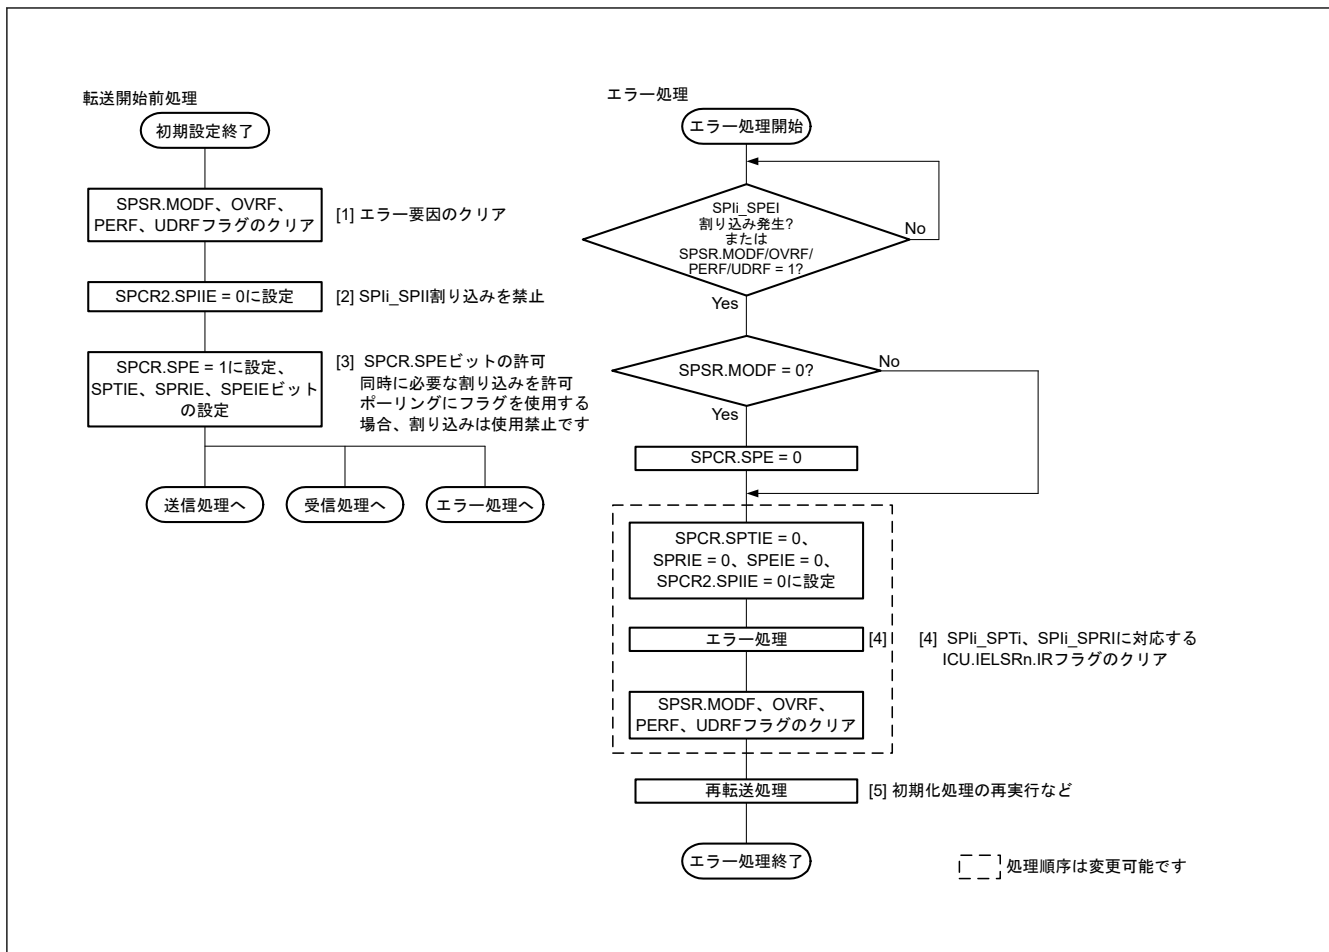 転送開始前処理
初期設定終了
SPSR.MODF、OVRF、
PERF、UDRFフラグのクリア
[1] エラー要因のクリア
SPCR2.SPIIE = 0に設定
[2] SPIi_SPII割り込みを禁止
SPCR.SPE = 1に設定、
SPTIE、SPRIE、SPEIEビット
の設定
[3] SPCR.SPEビットの許可
同時に必要な割り込みを許可
ポーリングにフラグを使用する
場合、割り込みは使用禁止です
送信処理へ
受信処理へ
エラー処理へ
エラー処理
エラー処理開始
SPIi_SPEI
割り込み発生?
または
SPSR.MODF/OVRF/
PERF/UDRF = 1?
No
Yes
SPSR.MODF = 0?
No
Yes
SPCR.SPE = 0
SPCR.SPTIE = 0、
SPRIE = 0、SPEIE = 0、
SPCR2.SPIIE = 0に設定
エラー処理
[4]
[4] SPIi_SPTi、SPIi_SPRIに対応する
ICU.IELSRn.IRフラグのクリア
SPSR.MODF、OVRF、
PERF、UDRFフラグのクリア
再転送処理
[5] 初期化処理の再実行など
エラー処理終了
処理順序は変更可能です